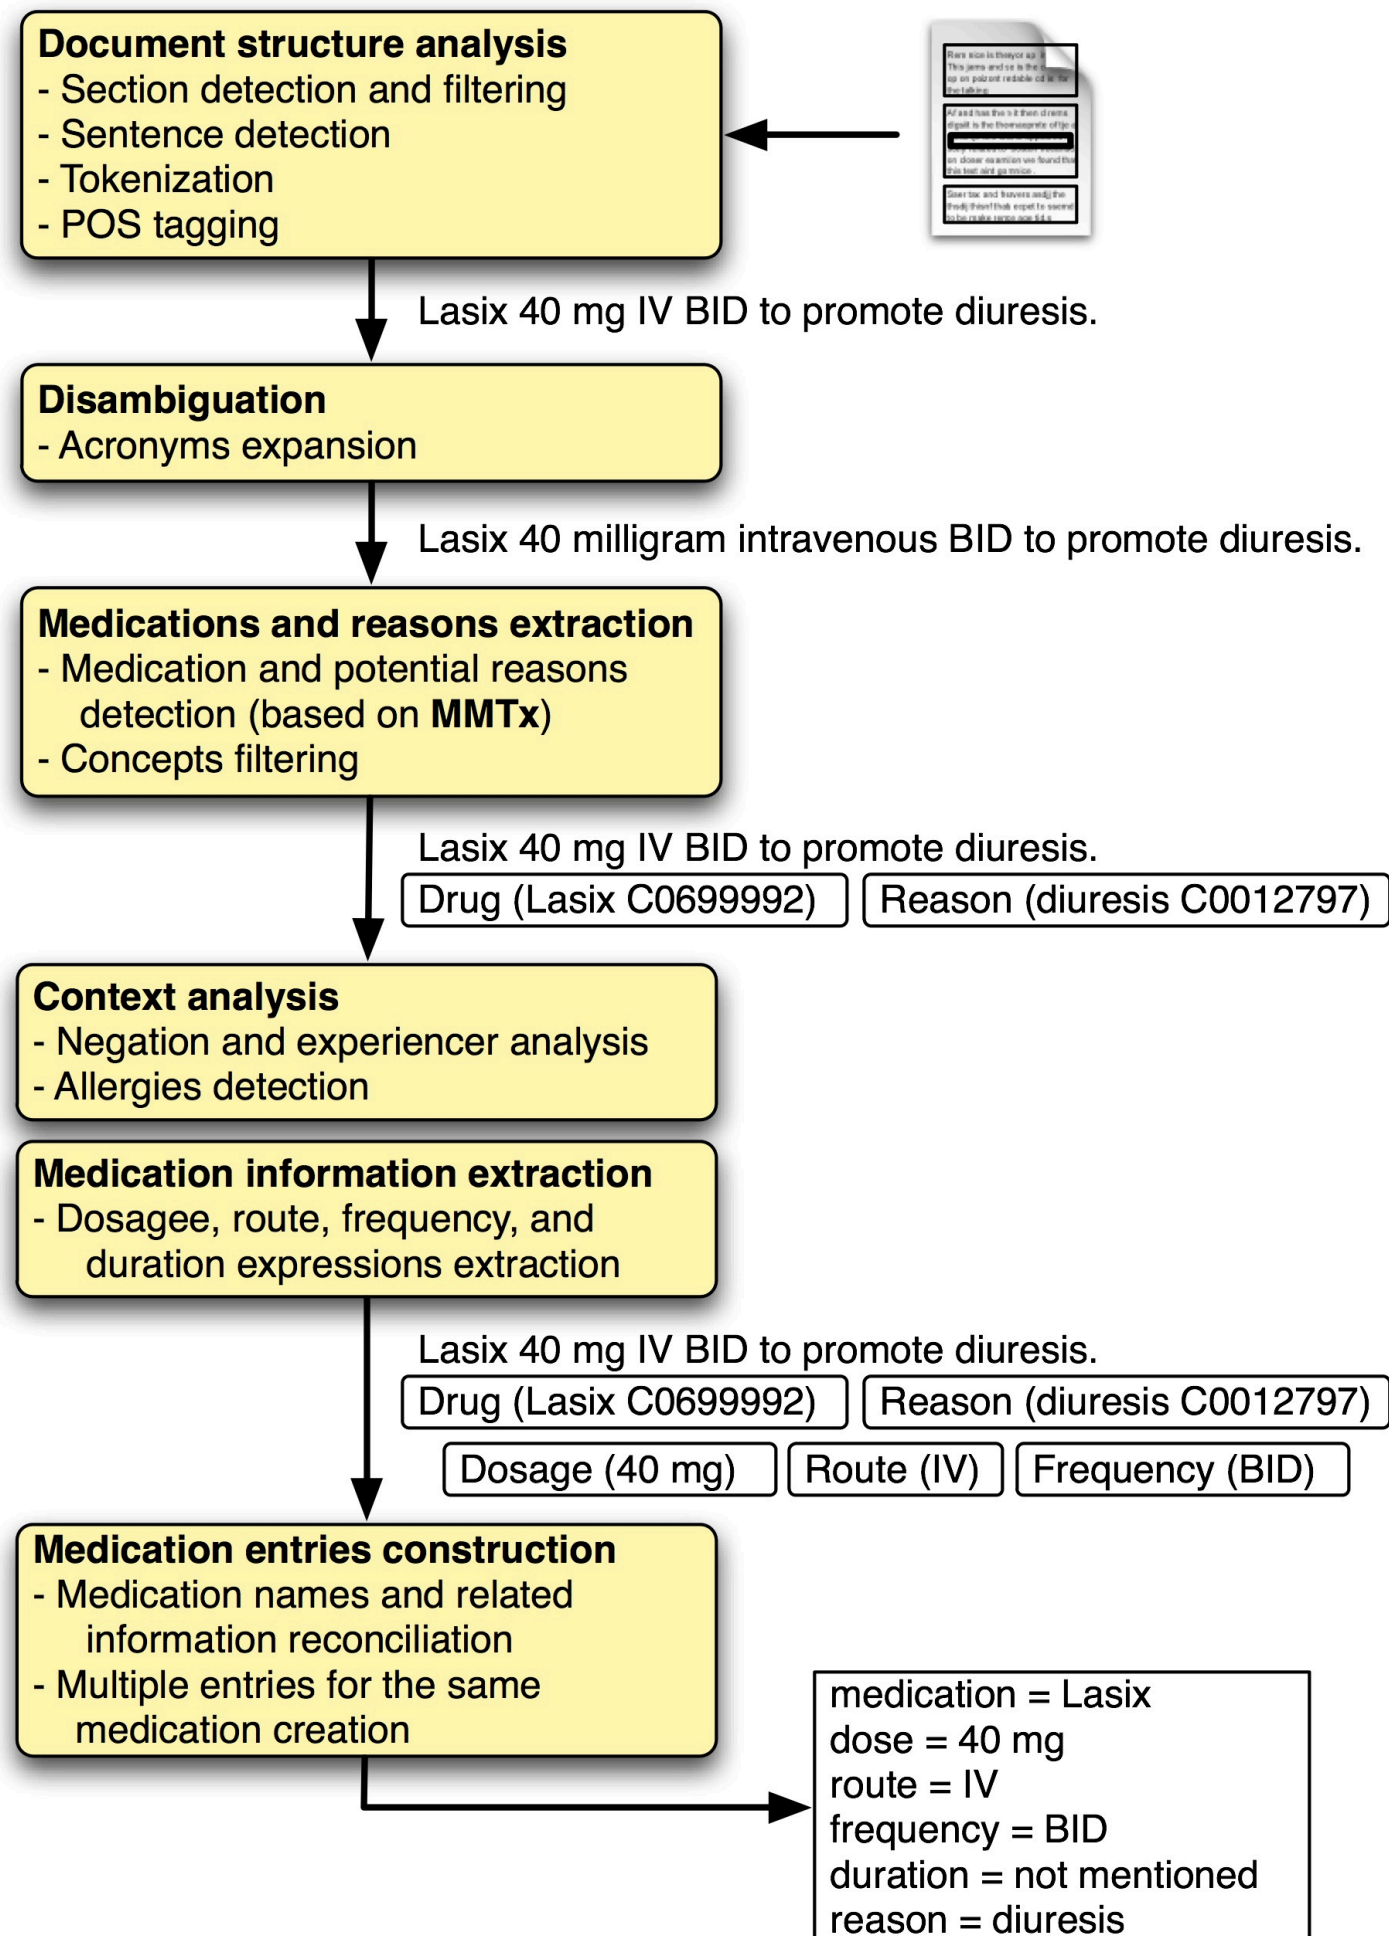 Document structure analysis
- Section detection and filtering
- Sentence detection
- Tokenization
- POS tagging
Lasix 40 mg IV BID to promote diuresis.
Disambiguation
- Acronyms expansion
Lasix 40 milligram intravenous BID to promote diuresis.
Medications and reasons extraction
- Medication and potential reasons
detection (based on MMTx)
- Concepts filtering
Lasix 40 mg IV BID to promote diuresis.
Drug (Lasix C0699992) Reason (diuresis C0012797)
Context analysis
- Negation and experiencer analysis
- Allergies detection
Medication information extraction
- Dosagee, route, frequency, and
duration expressions extraction
Lasix 40 mg IV BID to promote diuresis.
Drug (Lasix C0699992) Reason (diuresis C0012797)
Dosage (40 mg) Route (IV) Frequency (BID)
Medication entries construction
- Medication names and related
information reconciliation
- Multiple entries for the same
medication creation
medication = Lasix
dose = 40 mg
route = IV
frequency = BID
duration = not mentioned
reason = diuresis